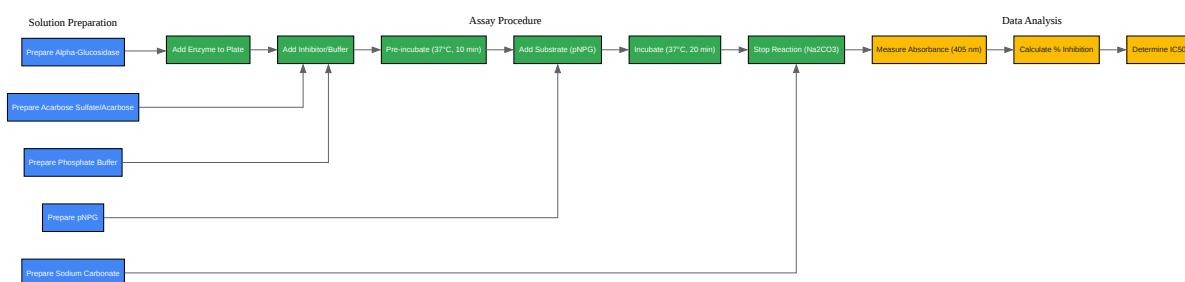 Solution Preparation
Assay Procedure
Data Analysis
Prepare Alpha-Glucosidase
Add Enzyme to Plate
Add Inhibitor/Buffer
Pre-incubate (37°C, 10 min)
Add Substrate (pNPG)
Incubate (37°C, 20 min)
Stop Reaction (Na2CO3)
Measure Absorbance (405 nm)
Calculate % Inhibition
Determine IC50
Prepare Acarbose Sulfate/Acarbose
Prepare Phosphate Buffer
Prepare pNPG
Prepare Sodium Carbonate